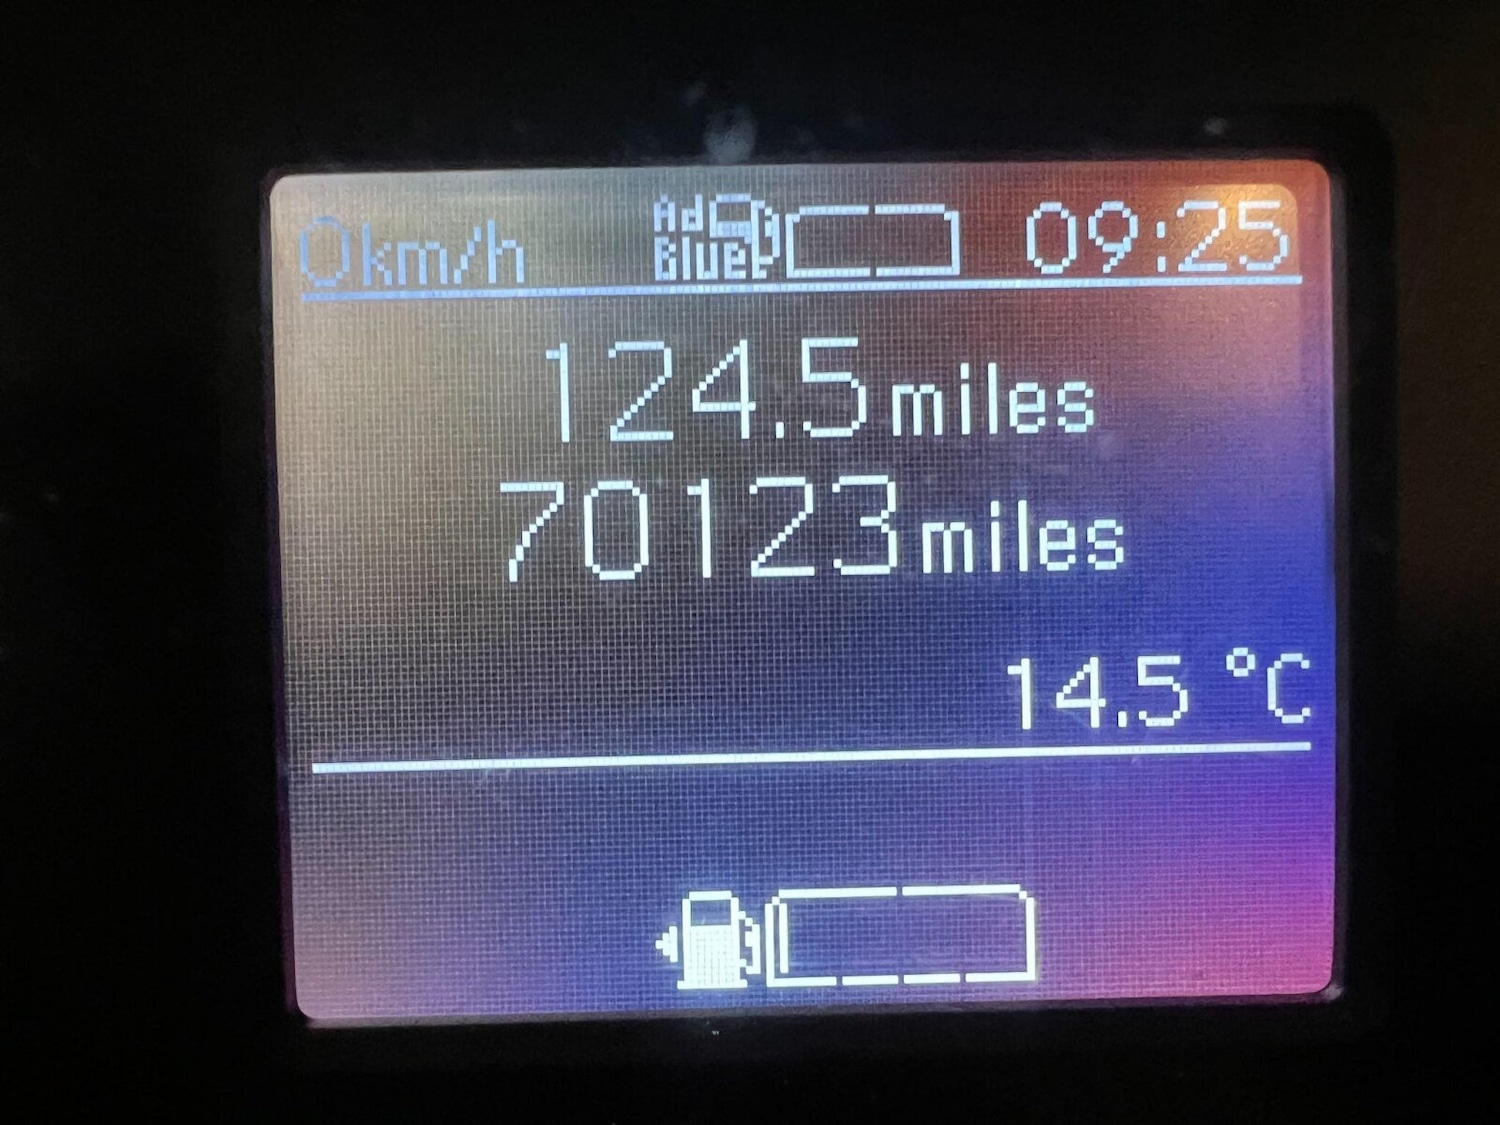 0km/h AdBlue 09:25
124.5miles
70123miles
14.5 °C